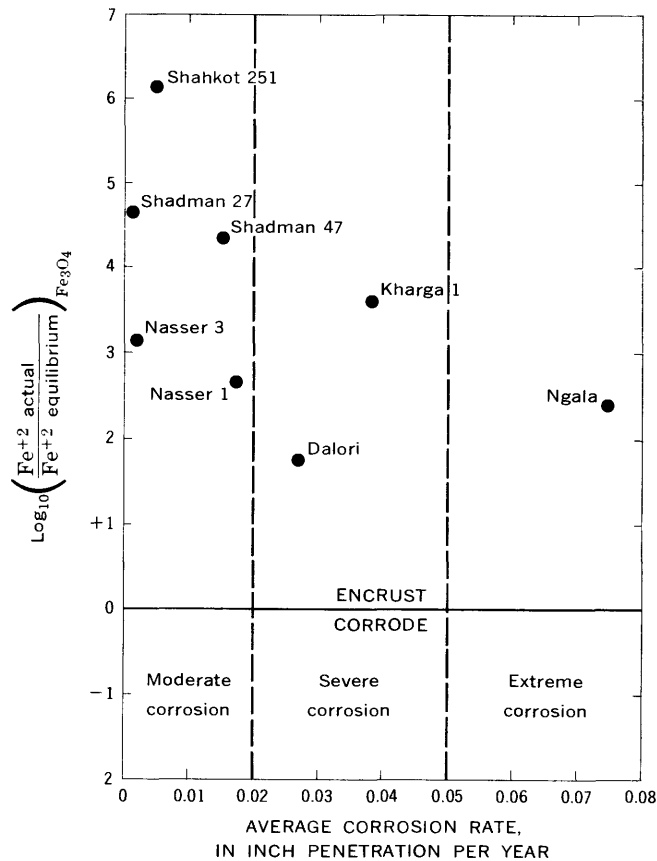 7
6
5
4
3
2
+1
0
−1
2
Log10(Fe+2 actual / Fe+2 equilibrium)Fe3O4
Shahkot 251
Shadman 27
Shadman 47
Kharga 1
Nasser 3
Nasser 1
Ngala
Dalori
ENCRUST
CORRODE
Moderate
corrosion
Severe
corrosion
Extreme
corrosion
0 0.01 0.02 0.03 0.04 0.05 0.06 0.07 0.08
AVERAGE CORROSION RATE,
IN INCH PENETRATION PER YEAR